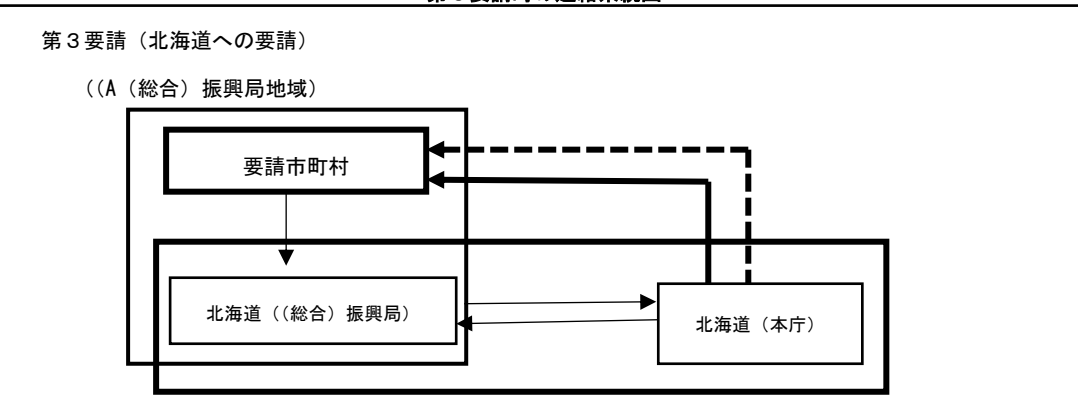 第３要請（北海道への要請）
（(A（総合）振興局地域）
要請市町村
北海道（(総合）振興局）
北海道（本庁）